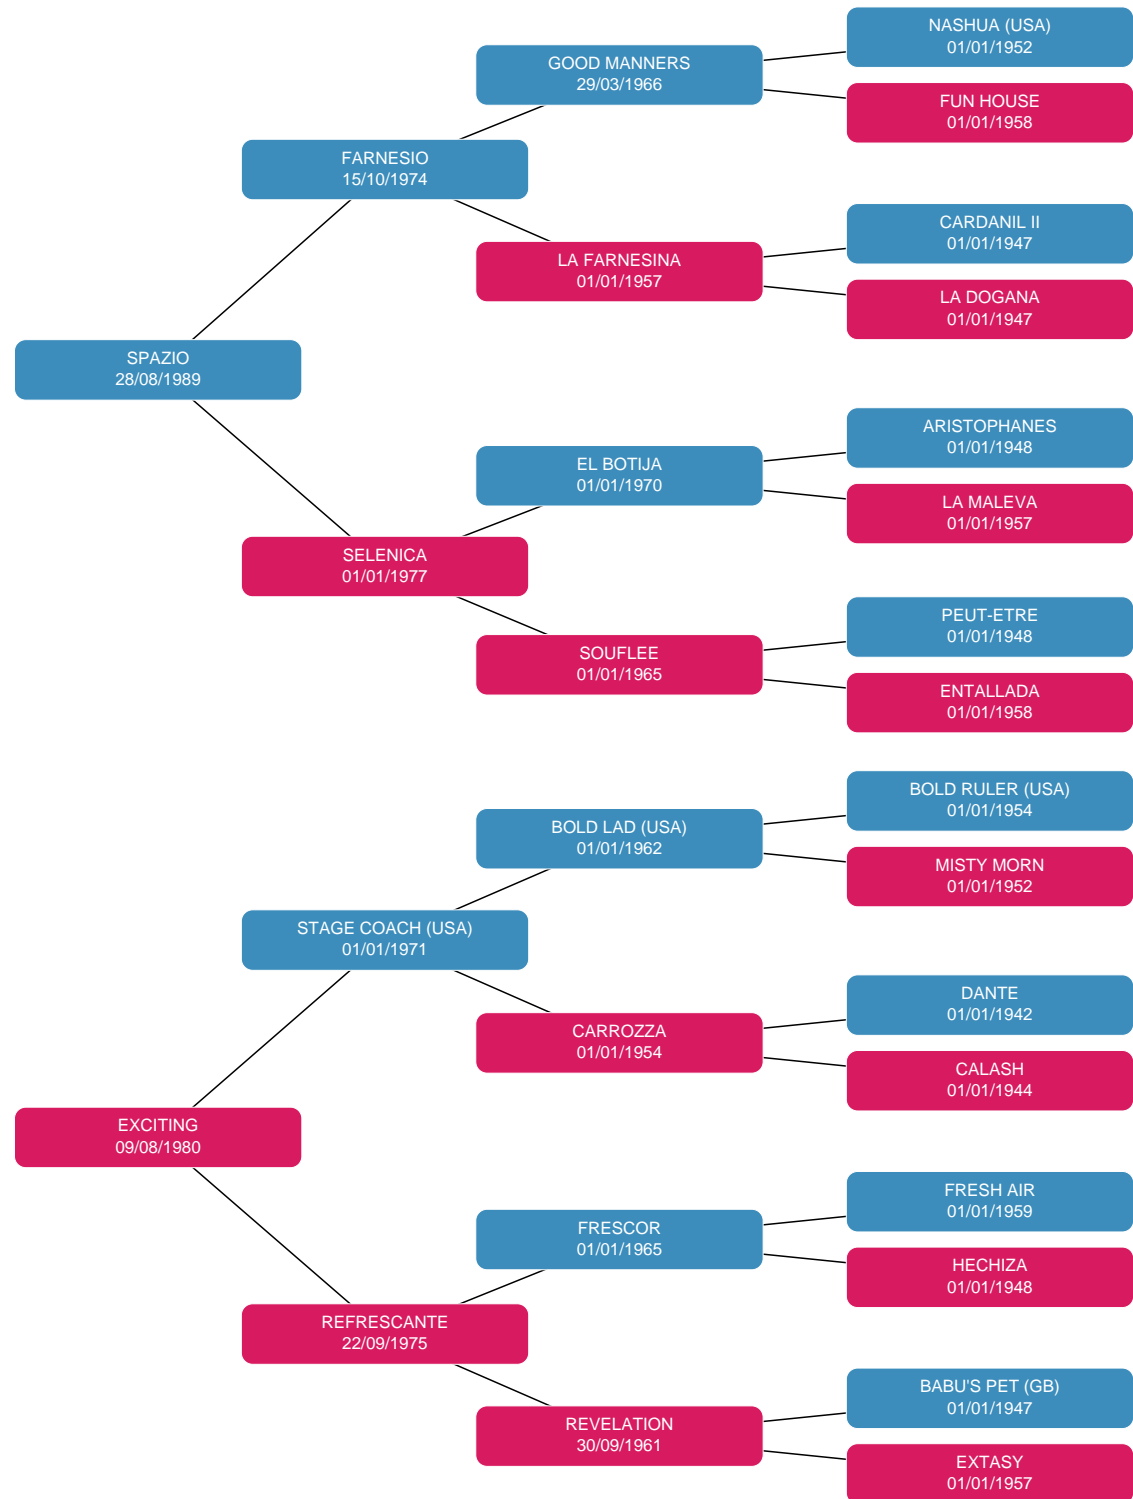 NASHUA (USA)
01/01/1952
GOOD MANNERS
29/03/1966
FUN HOUSE
01/01/1958
FARNESIO
15/10/1974
CARDANIL II
01/01/1947
LA FARNESINA
01/01/1957
LA DOGANA
01/01/1947
SPAZIO
28/08/1989
ARISTOPHANES
01/01/1948
EL BOTIJA
01/01/1970
LA MALEVA
01/01/1957
SELENICA
01/01/1977
PEUT-ETRE
01/01/1948
SOUFLEE
01/01/1965
ENTALLADA
01/01/1958
BOLD RULER (USA)
01/01/1954
BOLD LAD (USA)
01/01/1962
MISTY MORN
01/01/1952
STAGE COACH (USA)
01/01/1971
DANTE
01/01/1942
CARROZZA
01/01/1954
CALASH
01/01/1944
EXCITING
09/08/1980
FRESH AIR
01/01/1959
FRESCOR
01/01/1965
HECHIZA
01/01/1948
REFRESCANTE
22/09/1975
BABU'S PET (GB)
01/01/1947
REVELATION
30/09/1961
EXTASY
01/01/1957